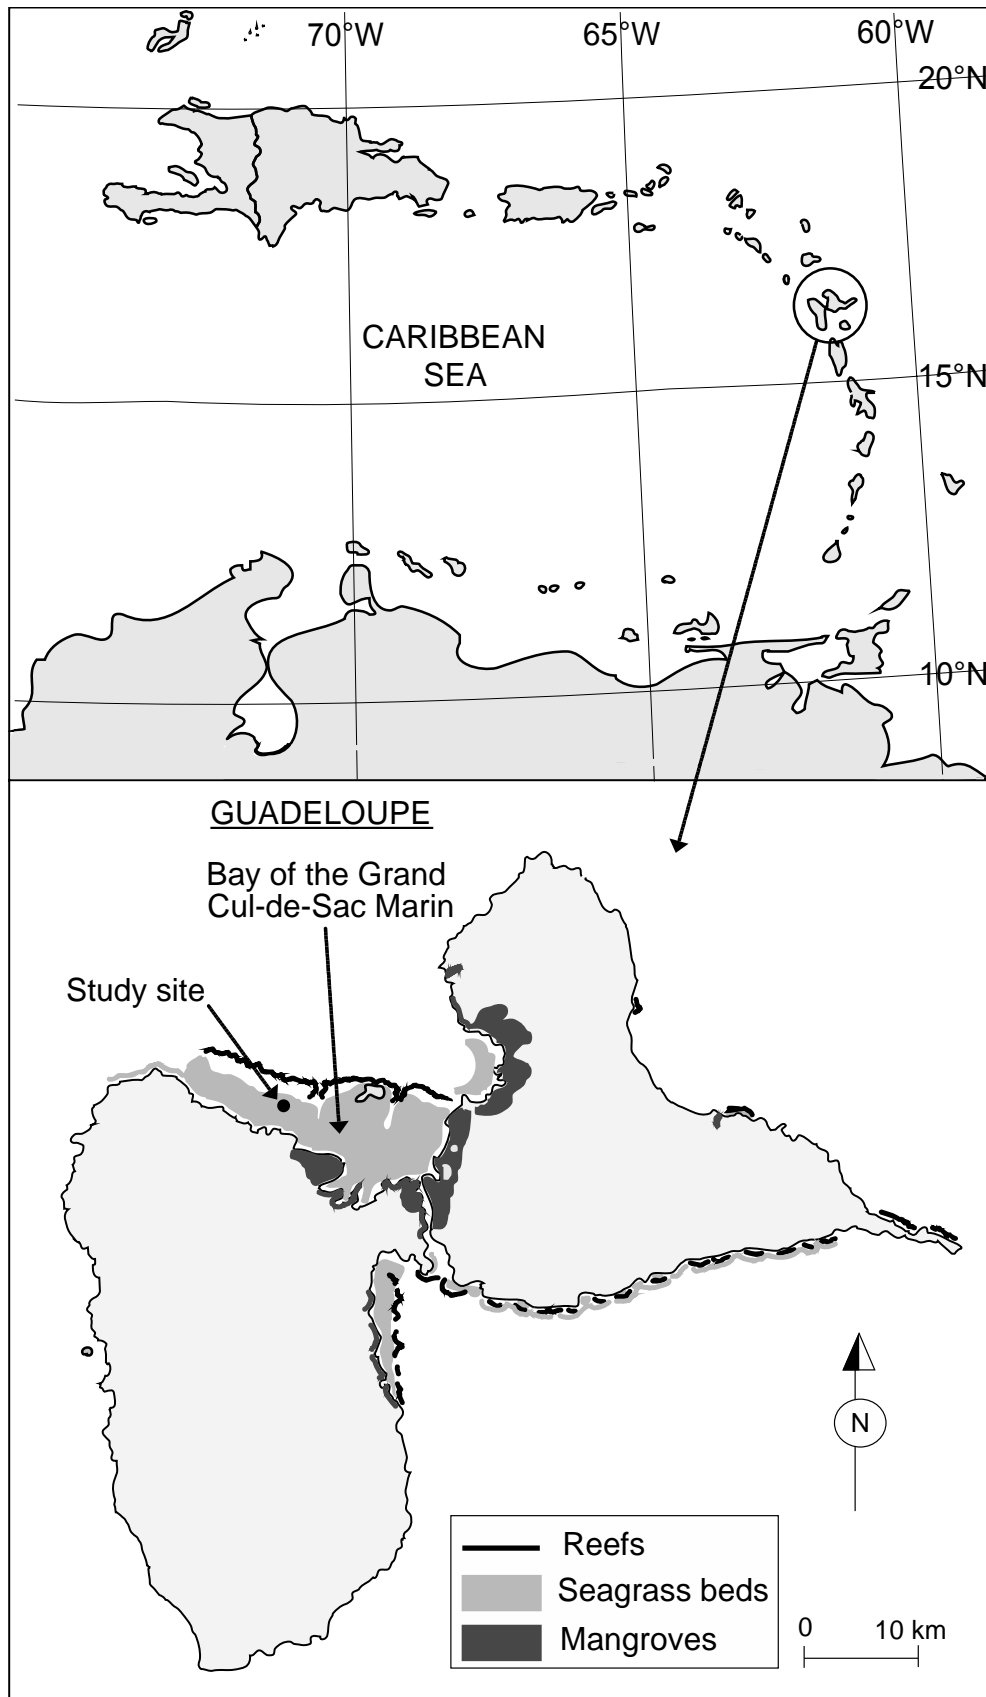 70°W
65°W
60°W
20°N
CARIBBEAN
SEA
15°N
10°N
GUADELOUPE
Bay of the Grand
Cul-de-Sac Marin
Study site
N
Reefs
Seagrass beds
Mangroves
0 10 km